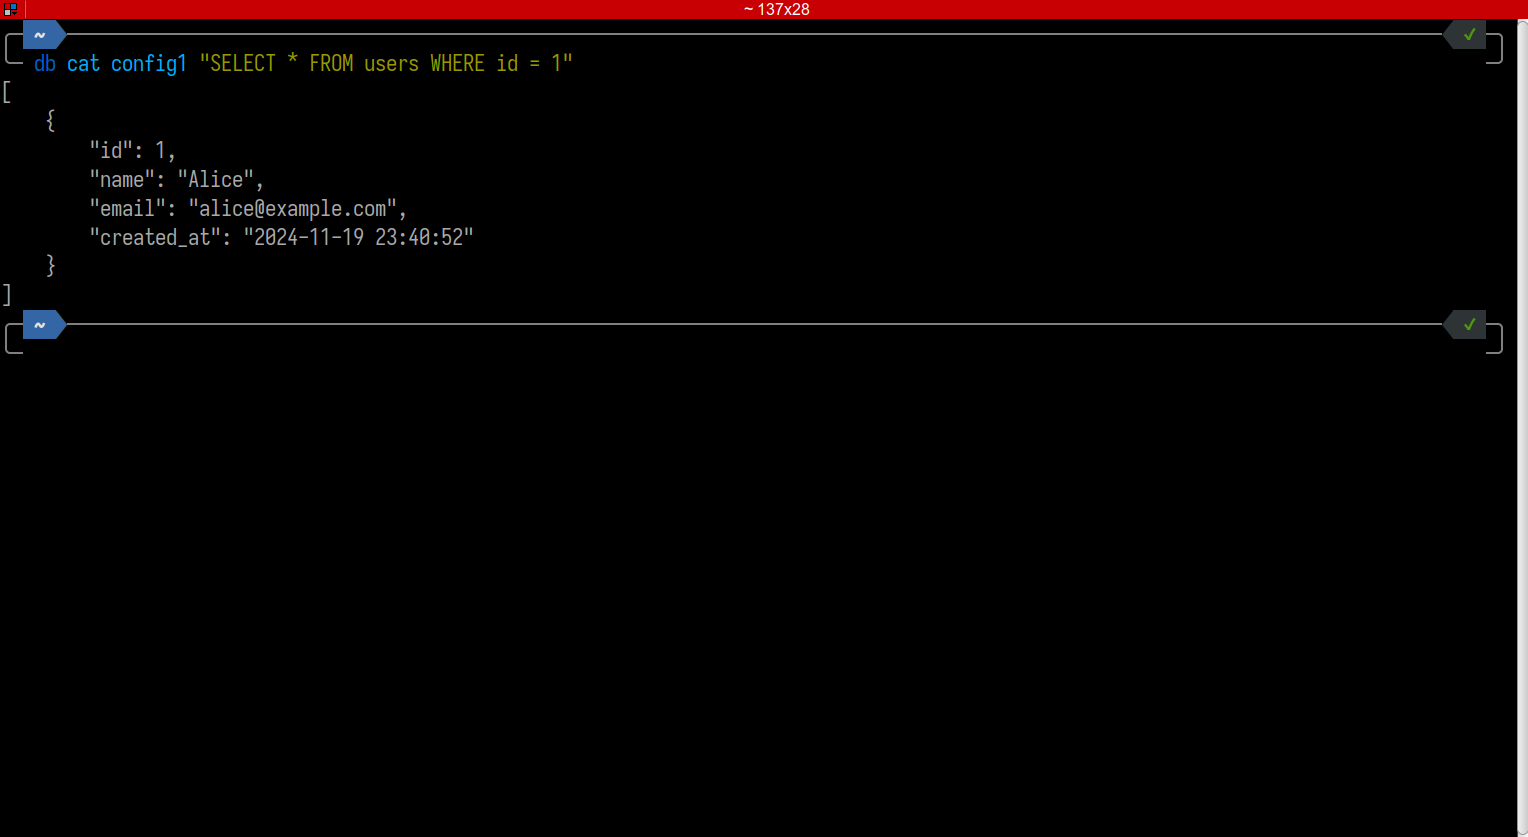 ~ 137x28
~ ✓
db cat config1 "SELECT * FROM users WHERE id = 1"
[
    {
        "id": 1,
        "name": "Alice",
        "email": "alice@example.com",
        "created_at": "2024-11-19 23:40:52"
    }
]
~ ✓